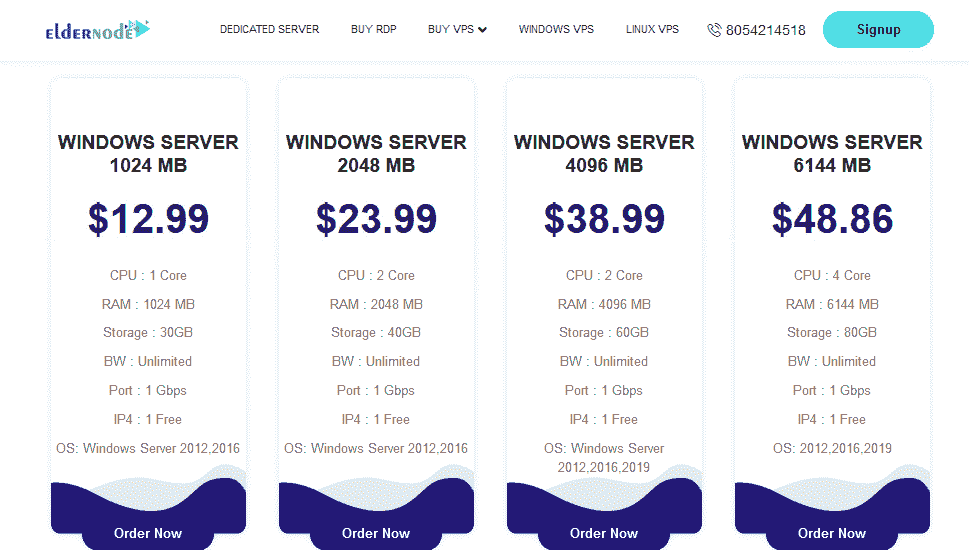 eldernode
DEDICATED SERVER
BUY RDP
BUY VPS
WINDOWS VPS
LINUX VPS
8054214518
Signup
WINDOWS SERVER
1024 MB
$12.99
CPU : 1 Core
RAM : 1024 MB
Storage : 30GB
BW : Unlimited
Port : 1 Gbps
IP4 : 1 Free
OS: Windows Server 2012,2016
Order Now
WINDOWS SERVER
2048 MB
$23.99
CPU : 2 Core
RAM : 2048 MB
Storage : 40GB
BW : Unlimited
Port : 1 Gbps
IP4 : 1 Free
OS: Windows Server 2012,2016
Order Now
WINDOWS SERVER
4096 MB
$38.99
CPU : 2 Core
RAM : 4096 MB
Storage : 60GB
BW : Unlimited
Port : 1 Gbps
IP4 : 1 Free
OS: Windows Server
2012,2016,2019
Order Now
WINDOWS SERVER
6144 MB
$48.86
CPU : 4 Core
RAM : 6144 MB
Storage : 80GB
BW : Unlimited
Port : 1 Gbps
IP4 : 1 Free
OS: 2012,2016,2019
Order Now